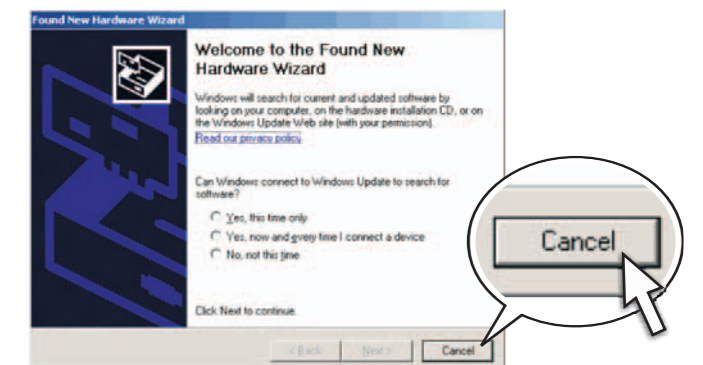 Found New Hardware Wizard
Welcome to the Found New
Hardware Wizard
Windows will search for current and updated software by
looking on your computer, on the hardware installation CD, or on
the Windows Update Web site (with your permission).
Read our privacy policy
Can Windows connect to Windows Update to search for
software?
Yes, this time only
Yes, now and every time I connect a device
No, not this time
Click Next to continue.
< Back
Next >
Cancel
Cancel